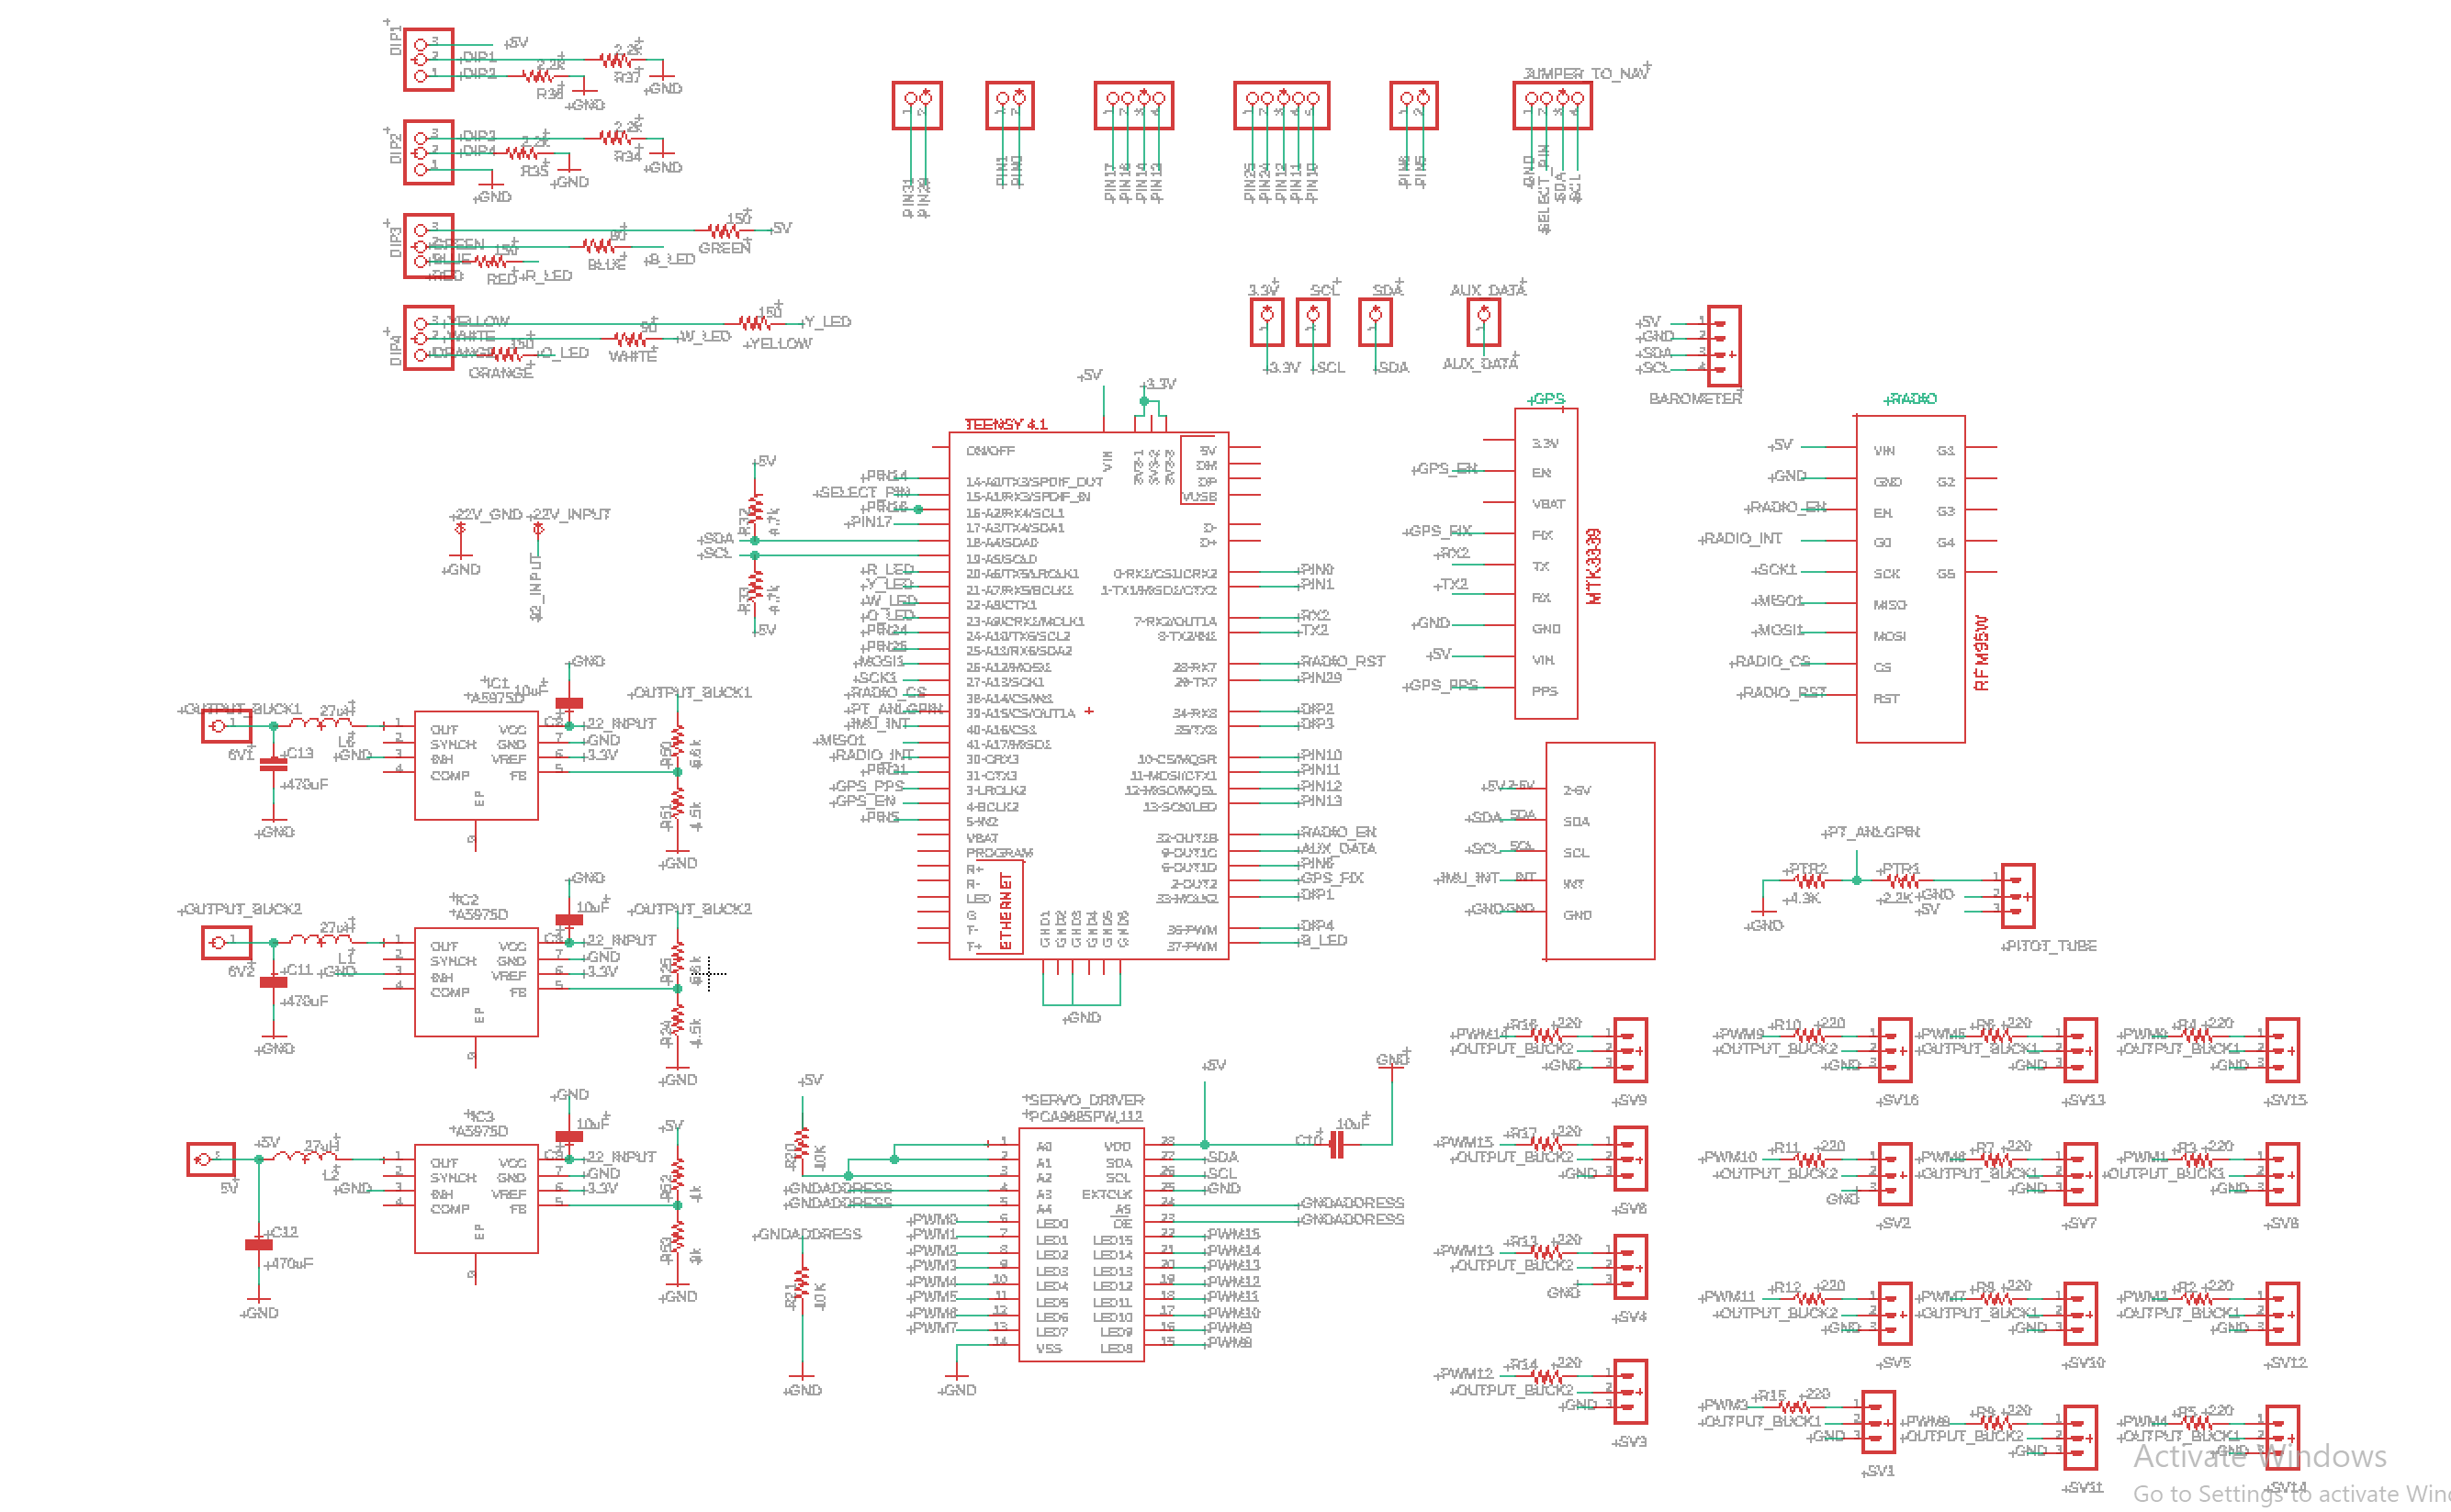 DIP1
3
2
1
+5V
DIP1
DIP2
2.2K
R37
R36
GND
GND
DIP2
3
2
1
DIP3
DIP4
2.2K
R34
R35
GND
GND
GND
DIP3
GREEN
BLUE
RED
150
GREEN
5V
BLUE
B_LED
150
RED
R_LED
DIP4
YELLOW
WHITE
ORANGE
150
YELLOW
Y_LED
90
WHITE
W_LED
150
ORANGE
O_LED
PIN31
PIN1
PIN0
PIN17
PIN25
PIN24
PIN12
PIN11
PIN10
PIN6
PIN5
JUMPER_TO_NAV
GND
SELECT_PIN
SDA
SCL
3.3V
SCL
SDA
AUX_DATA
3.3V
SCL
SDA
AUX_DATA
5V
GND
SDA
SCL
BAROMETER
+5V
3.3V
TEENSY 4.1
ON/OFF
VIN
3V3-1
3V3-2
3V3-3
5V
DM
DP
VUSB
D-
D+
14-A0/TX3/SPDIF_OUT
15-A1/RX3/SPDIF_IN
16-A2/RX4/SCL1
17-A3/TX4/SDA1
18-A4/SDA0
19-A5/SCL0
20-A6/TX5/LRCLK1
21-A7/RX5/BCLK1
22-A8/CTX1
23-A9/CRX1/MCLK1
24-A10/TX6/SCL2
25-A11/RX6/SDA2
26-A12/MOSI1
27-A13/SCK1
38-A14/CS/IN1
39-A15/CS/OUT1A
40-A16/CS1
41-A17/MISO1
30-CRX3
31-CTX3
3-LRCLK2
4-BCLK2
5-IN2
VBAT
PROGRAM
R+
R-
LED
G
T-
T+
ETHERNET
GND1
GND2
GND3
GND4
GND5
GND6
GND
0-RX1/CS1/CRX2
1-TX1/MISO1/CTX2
7-RX2/OUT1A
8-TX2/IN1
28-RX7
29-TX7
34-RX8
35/TX8
10-CS/MQSR
11-MOSI/CTX1
12-MISO/MQSL
13-SCK/LED
32-OUT1B
9-OUT1C
6-OUT1D
2-OUT2
33-MCLK2
36-PWM
37-PWM
PIN14
SELECT_PIN
PIN17
SDA
SCL
R_LED
Y_LED
W_LED
O_LED
PIN24
PIN25
MOSI1
SCK1
RADIO_CS
PT_ANLGPIN
IMU_INT
MISO1
RADIO_INT
PIN31
GPS_PPS
GPS_EN
PIN5
PIN0
PIN1
RX2
TX2
RADIO_RST
PIN29
DIP2
DIP3
PIN10
PIN11
PIN12
PIN13
RADIO_EN
AUX_DATA
PIN6
GPS_FIX
DIP1
DIP4
B_LED
5V
R32
4.7k
R33
4.7k
5V
22V_GND
22V_INPUT
GND
22_INPUT
GPS
3.3V
EN
VBAT
FIX
TX
RX
GND
VIN
PPS
MTK3339
GPS_EN
GPS_FIX
RX2
TX2
GND
5V
GPS_PPS
RADIO
VIN
GND
EN
G0
SCK
MISO
MOSI
CS
RST
G1
G2
G3
G4
G5
RFM95W
5V
GND
RADIO_EN
RADIO_INT
SCK1
MISO1
MOSI1
RADIO_CS
RADIO_RST
5V
2-6V
2-6V
SDA
SDA
SDA
SCL
SCL
SCL
IMU_INT
INT
INT
GND
GND
GND
PT_ANLGPIN
PTR2
4.3K
PTR1
2.2K
GND
5V
GND
PITOT_TUBE
OUTPUT_BUCK1
6V1
27uH
L6
C13
470uF
GND
GND
IC1
A5975D
OUT
SYNCH
INH
COMP
VCC
GND
VREF
FB
EP
10uF
GND
22_INPUT
GND
3.3V
OUTPUT_BUCK1
R50
6.6k
R51
4.5k
GND
OUTPUT_BUCK2
6V2
27uH
L1
C11
470uF
GND
GND
IC2
A5975D
OUT
SYNCH
INH
COMP
VCC
GND
VREF
FB
EP
10uF
GND
22_INPUT
GND
3.3V
OUTPUT_BUCK2
R25
R24
4.5k
GND
5V
5V
27uH
L2
C12
470uF
GND
GND
IC3
A5975D
OUT
SYNCH
INH
COMP
VCC
GND
VREF
FB
EP
10uF
GND
22_INPUT
GND
3.3V
5V
R52
R53
GND
5V
R20
10K
GNDADDRESS
GNDADDRESS
GNDADDRESS
R21
10K
GND
SERVO_DRIVER
PCA9685PW,112
A0
A1
A2
A3
A4
LED0
LED1
LED2
LED3
LED4
LED5
LED6
LED7
VSS
VDD
SDA
SCL
EXTCLK
A5
OE
LED15
LED14
LED13
LED12
LED11
LED10
LED9
LED8
PWM0
PWM1
PWM2
PWM3
PWM4
PWM5
PWM6
PWM7
GND
5V
C10
10uF
GND
SDA
SCL
GND
GNDADDRESS
GNDADDRESS
PWM15
PWM14
PWM13
PWM12
PWM11
PWM10
PWM9
PWM8
PWM14
R16
220
OUTPUT_BUCK2
GND
SV9
PWM9
R10
220
OUTPUT_BUCK2
GND
SV16
PWM5
R6
220
OUTPUT_BUCK1
GND
SV13
PWM0
R4
220
OUTPUT_BUCK1
GND
SV15
PWM15
R17
220
OUTPUT_BUCK2
GND
SV6
PWM10
R11
220
OUTPUT_BUCK2
GND
SV2
PWM6
R7
220
OUTPUT_BUCK1
GND
SV7
PWM1
R3
220
OUTPUT_BUCK1
GND
SV8
PWM13
R13
220
OUTPUT_BUCK2
GND
SV4
PWM11
R12
220
OUTPUT_BUCK2
GND
SV5
PWM7
220
OUTPUT_BUCK1
GND
SV10
PWM2
R2
220
OUTPUT_BUCK1
GND
SV12
PWM12
R14
220
OUTPUT_BUCK2
GND
SV3
PWM3
R15
220
OUTPUT_BUCK1
GND
SV1
PWM8
R9
220
OUTPUT_BUCK2
GND
SV11
PWM4
R5
220
OUTPUT_BUCK1
GND
SV14
Activate Windows
Go to Settings to activate Win